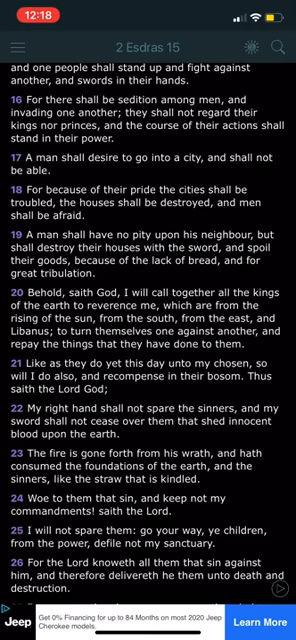 12:18
2 Esdras 15
and one people shall stand up and fight against
another, and swords in their hands.
16 For there shall be sedition among men, and
invading one another; they shall not regard their
kings nor princes, and the course of their actions shall
stand in their power.
17 A man shall desire to go into a city, and shall not
be able.
18 For because of their pride the cities shall be
troubled, the houses shall be destroyed, and men
shall be afraid.
19 A man shall have no pity upon his neighbour, but
shall destroy their houses with the sword, and spoil
their goods, because of the lack of bread, and for
great tribulation.
20 Behold, saith God, I will call together all the kings
of the earth to reverence me, which are from the
rising of the sun, from the south, from the east, and
Libanus; to turn themselves one against another, and
repay the things that they have done to them.
21 Like as they do yet this day unto my chosen, so
will I do also, and recompense in their bosom. Thus
saith the Lord God;
22 My right hand shall not spare the sinners, and my
sword shall not cease over them that shed innocent
blood upon the earth.
23 The fire is gone forth from his wrath, and hath
consumed the foundations of the earth, and the
sinners, like the straw that is kindled.
24 Woe to them that sin, and keep not my
commandments! saith the Lord.
25 I will not spare them: go your way, ye children,
from the power, defile not my sanctuary.
26 For the Lord knoweth all them that sin against
him, and therefore delivereth he them unto death and
destruction.
Jeep
Get 0% Financing for up to 84 Months on most 2020 Jeep
Cherokee models.
Learn More